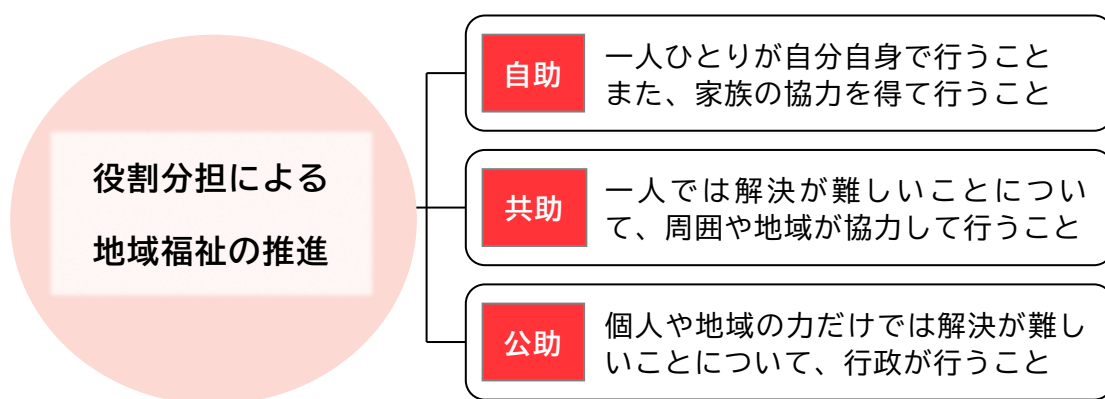 役割分担による
地域福祉の推進
自助
一人ひとりが自分自身で行うこと
また、家族の協力を得て行うこと
共助
一人では解決が難しいことについ
て、周囲や地域が協力して行うこと
公助
個人や地域の力だけでは解決が難し
いことについて、行政が行うこと